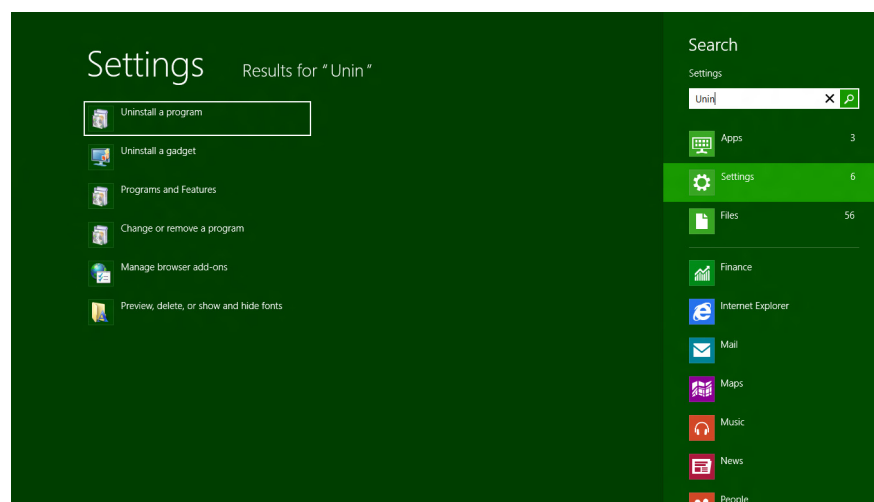 Settings Results for "Unin"
Uninstall a program
Uninstall a gadget
Programs and Features
Change or remove a program
Manage browser add-ons
Preview, delete, or show and hide fonts
Search
Settings
Unin
Apps 3
Settings 6
Files 56
Finance
Internet Explorer
Mail
Maps
Music
News
People